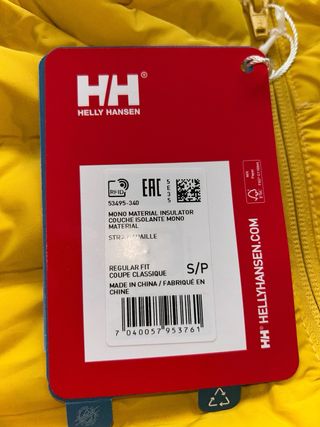 HH®
HELLY HANSEN
RFID
EAC
53495-340
MONO MATERIAL INSULATOR
COUCHE ISOLANTE MONO
MATERIAL
REGULAR FIT
COUPE CLASSIQUE
S/P
MADE IN CHINA / FABRIQUÉ EN
CHINE
7 040057 953761
HH® HELLYHANSEN.COM